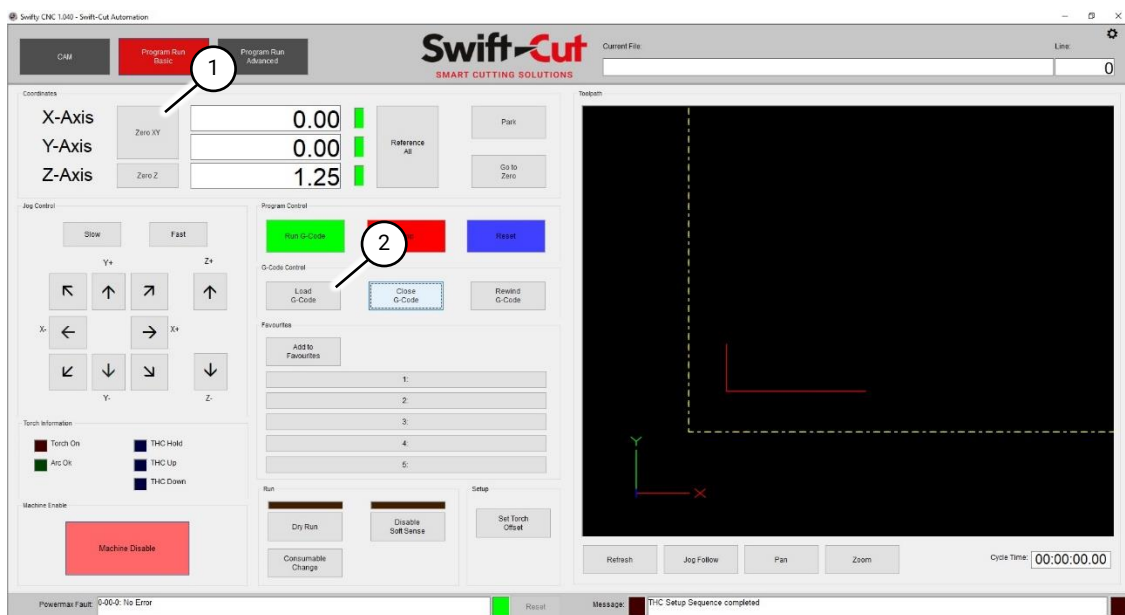 Swifty CNC 1.040 - Swift-Cut Automation
CAM
Program Run
Basic
Program Run
Advanced
1
Swift-Cut
SMART CUTTING SOLUTIONS
Current File:
Line:
0
Coordinates
X-Axis
Zero XY
0.00
Y-Axis
0.00
Z-Axis
Zero Z
1.25
Reference
All
Park
Go to
Zero
Jog Control
Slow
Fast
Y+
Z+
X-
X+
Y-
Z-
Program Control
Run G-Code
Reset
2
G-Code Control
Load
G-Code
Close
G-Code
Rewind
G-Code
Favourites
Add to
Favourites
1:
2:
3:
4:
5:
Torch Information
Torch On
Arc Ok
THC Hold
THC Up
THC Down
Machine Enable
Machine Disable
Run
Dry Run
Disable
Soft Sense
Consumable
Change
Setup
Set Torch
Offset
Toolpath
Y
X
Refresh
Jog Follow
Pan
Zoom
Cycle Time:
00:00:00.00
Powermax Fault:
0-00-0: No Error
Reset
Message:
THC Setup Sequence completed